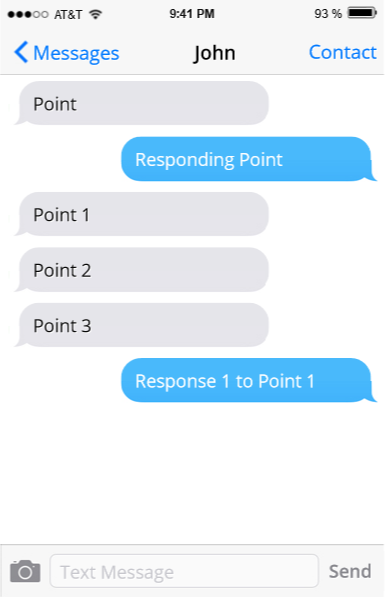 AT&T 9:41 PM 93 %
Messages John Contact
Point
Responding Point
Point 1
Point 2
Point 3
Response 1 to Point 1
Text Message Send